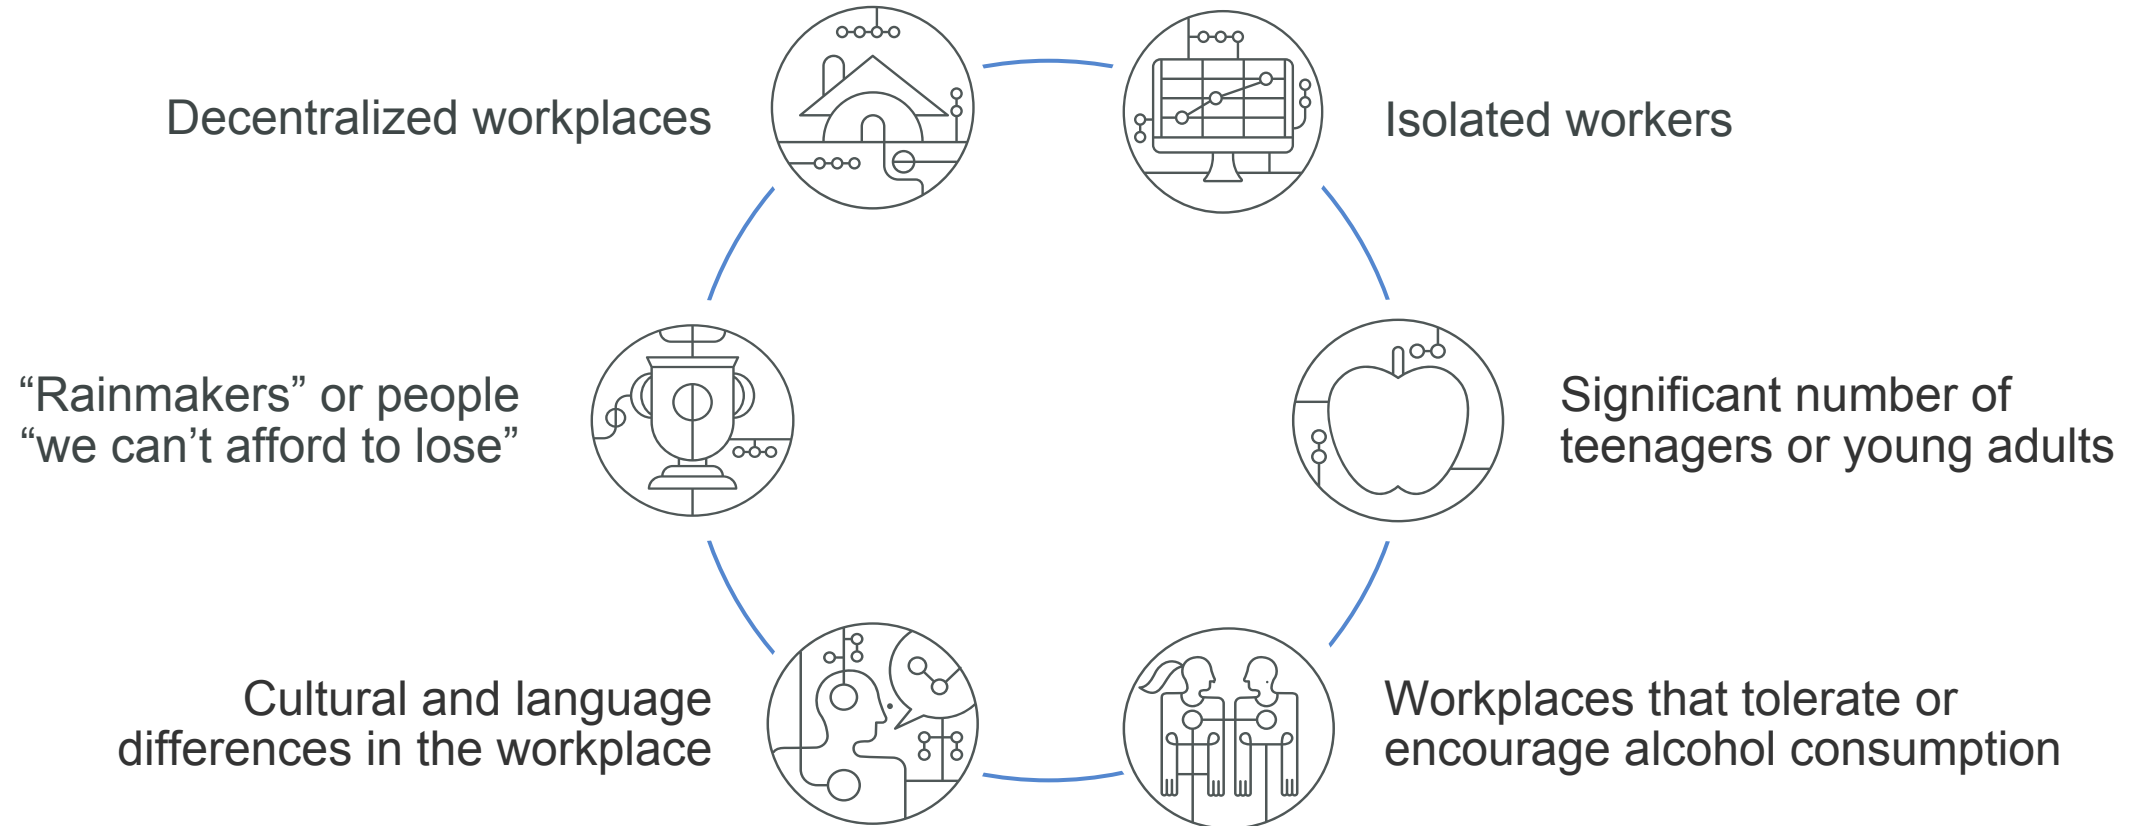 Decentralized workplaces
Isolated workers
“Rainmakers” or people
“we can’t afford to lose”
Significant number of
teenagers or young adults
Cultural and language
differences in the workplace
Workplaces that tolerate or
encourage alcohol consumption